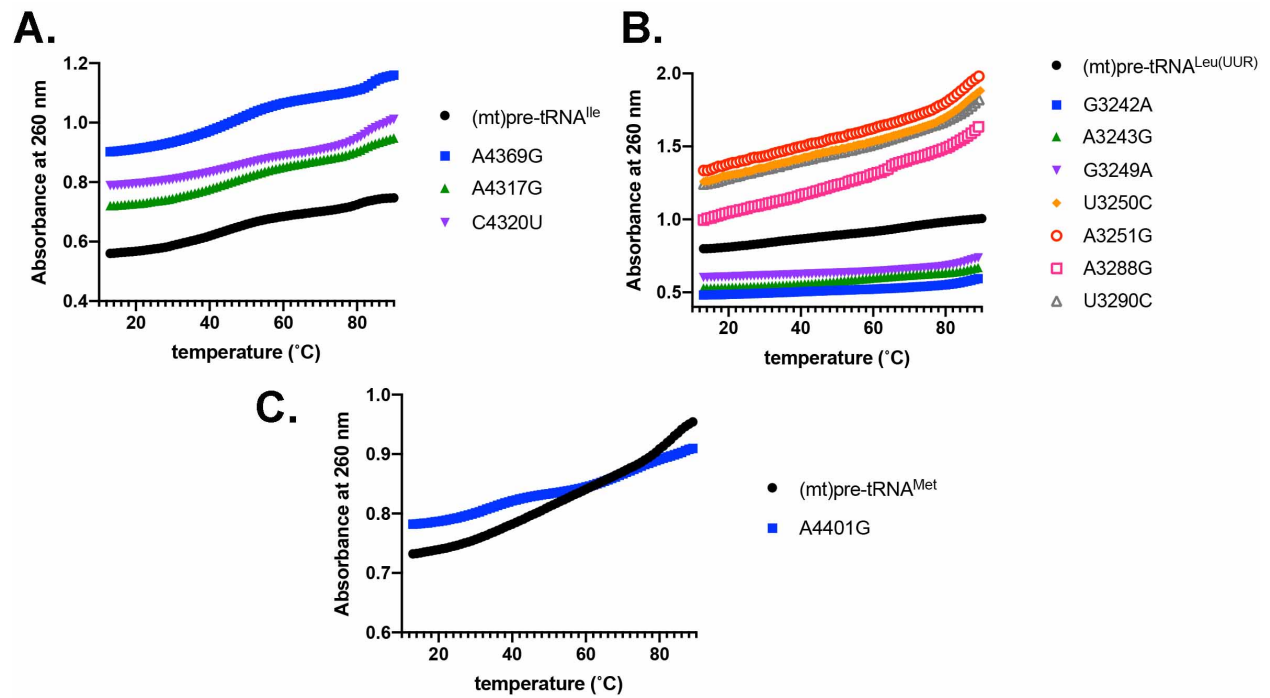 A.
1.2
1.0
0.8
0.6
0.4
Absorbance at 260 nm
20
40
60
80
temperature (˚C)
(mt)pre-tRNAIle
A4369G
A4317G
C4320U
B.
2.0
1.5
1.0
0.5
Absorbance at 260 nm
20
40
60
80
temperature (˚C)
(mt)pre-tRNALeu(UUR)
G3242A
A3243G
G3249A
U3250C
A3251G
A3288G
U3290C
C.
1.0
0.9
0.8
0.7
0.6
Absorbance at 260 nm
20
40
60
80
temperature (˚C)
(mt)pre-tRNAMet
A4401G